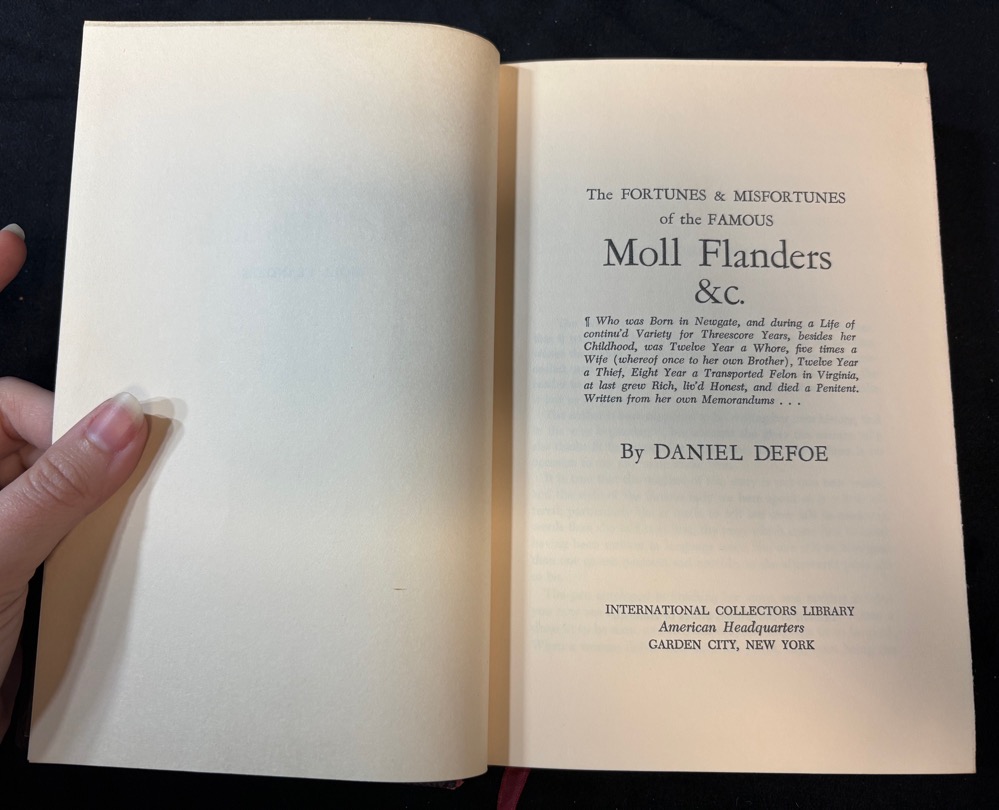 The FORTUNES & MISFORTUNES
of the FAMOUS
Moll Flanders
&c.
¶ Who was Born in Newgate, and during a Life of
continu'd Variety for Threescore Years, besides her
Childhood, was Twelve Year a Whore, five times a
Wife (whereof once to her own Brother), Twelve Year
a Thief, Eight Year a Transported Felon in Virginia,
at last grew Rich, liv'd Honest, and died a Penitent.
Written from her own Memorandums . . .
By DANIEL DEFOE
INTERNATIONAL COLLECTORS LIBRARY
American Headquarters
GARDEN CITY, NEW YORK